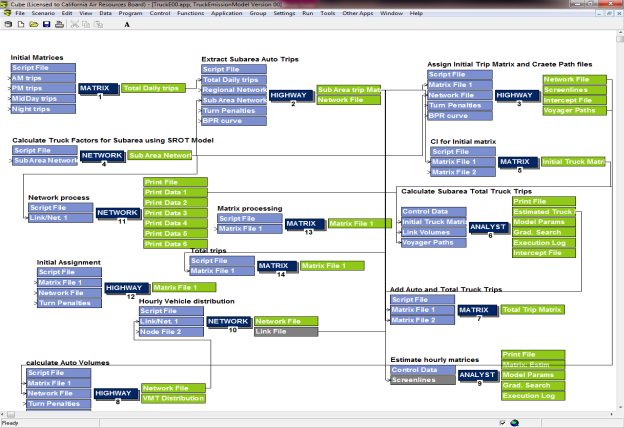 Cube (Licensed to California Air Resources Board) - [TruckE00.app, TruckEmissionModel Version 00]
File Scenario Edit View Data Program Control Functions Application Group Settings Run Tools Other Apps Window Help
A
Initial Matrices
Script File
AM trips
PM trips
MidDay trips
Night trips
MATRIX
1
Total Daily trips
Extract Subarea Auto Trips
Script File
Total Daily trips
Regional Network
Sub Area Network
Turn Penalties
BPR curve
HIGHWAY
2
Sub Area trip Mat
Network File
Assign Initial Trip Matrix and Craete Path files
Script File
Matrix File 1
Network File
Turn Penalties
BPR curve
HIGHWAY
3
Network File
Screenlines
Intercept File
Voyager Paths
Calculate Truck Factors for Subarea using SROT Model
Script File
Sub Area Network
NETWORK
4
Sub Area Network
CI for Initial matrix
Script File
Matrix File 1
Matrix File 2
MATRIX
5
Initial Truck Matri
Network process
Script File
Link/Net. 1
NETWORK
11
Print File
Print Data 1
Print Data 2
Print Data 3
Print Data 4
Print Data 5
Print Data 6
Matrix processing
Script File
Matrix File 1
MATRIX
13
Matrix File 1
Calculate Subarea Total Truck Trips
Control Data
Initial Truck Matri
Link Volumes
Voyager Paths
ANALYST
6
Print File
Estimated Truck
Model Params
Grad. Search
Execution Log
Intercept File
Total trips
Script File
Matrix File 1
MATRIX
14
Matrix File 1
Initial Assignment
Script File
Matrix File 1
Network File
Turn Penalties
HIGHWAY
12
Matrix File 1
Hourly Vehicle distribution
Script File
Link/Net. 1
Node File 2
NETWORK
10
Network File
Link File
Add Auto and Total Truck Trips
Script File
Matrix File 1
Matrix File 2
MATRIX
7
Total Trip Matrix
calculate Auto Volumes
Script File
Matrix File 1
Network File
Turn Penalties
HIGHWAY
8
Network File
VMT Distribution
Estimate hourly matrices
Control Data
Screenlines
ANALYST
9
Print File
Matrix: Estim
Model Params
Grad. Search
Execution Log
Ready